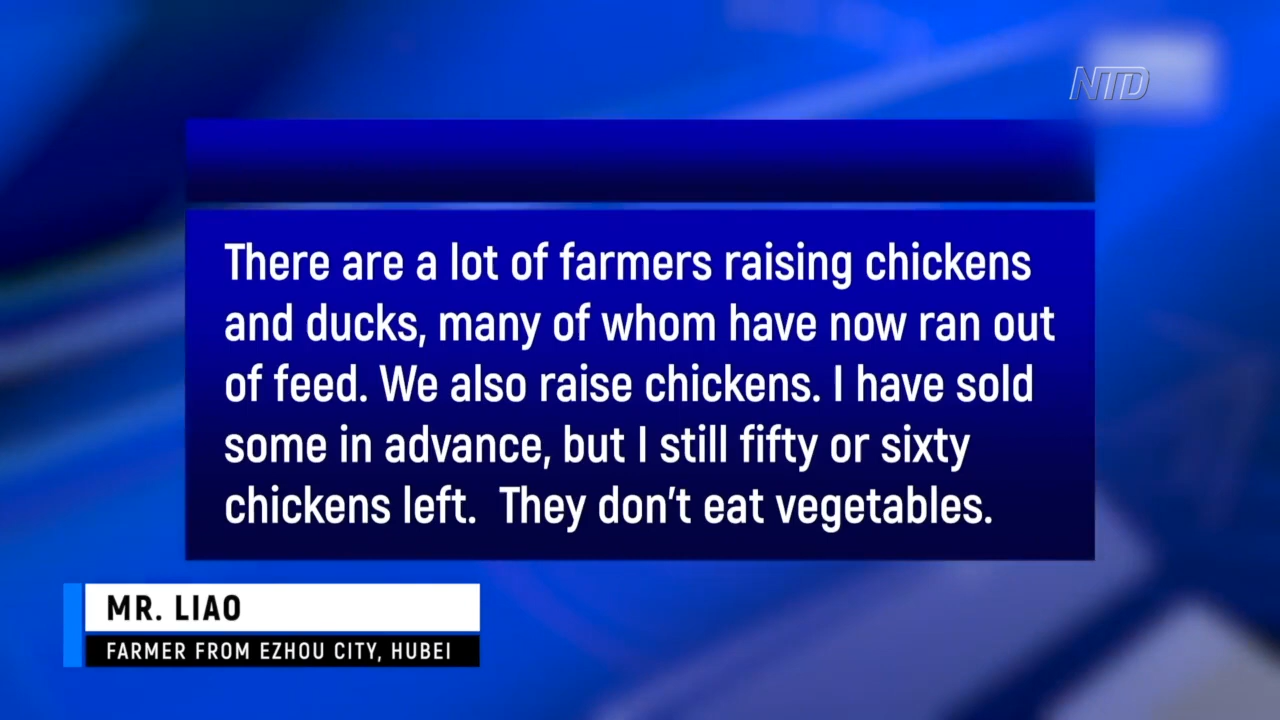 NTD
There are a lot of farmers raising chickens
and ducks, many of whom have now ran out
of feed. We also raise chickens. I have sold
some in advance, but I still fifty or sixty
chickens left.  They don't eat vegetables.
MR. LIAO
FARMER FROM EZHOU CITY, HUBEI